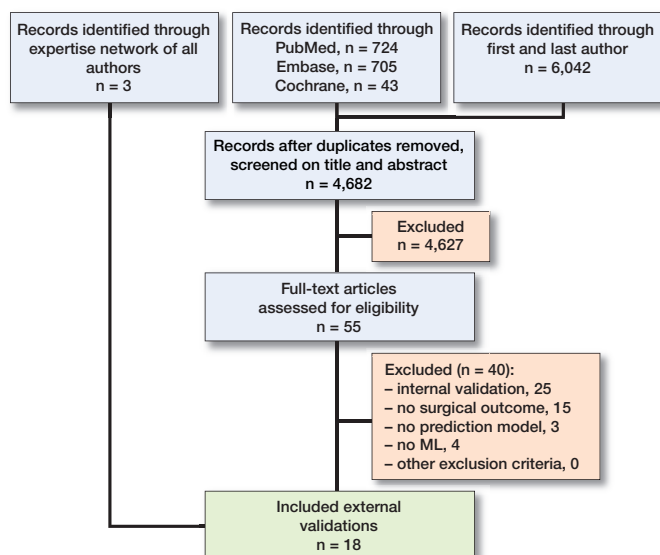 Records identified through
expertise network of all
authors
n = 3
Records identified through
PubMed, n = 724
Embase, n = 705
Cochrane, n = 43
Records identified through
first and last author
n = 6,042
Records after duplicates removed,
screened on title and abstract
n = 4,682
Excluded
n = 4,627
Full-text articles
assessed for eligibility
n = 55
Excluded (n = 40):
– internal validation, 25
– no surgical outcome, 15
– no prediction model, 3
– no ML, 4
– other exclusion criteria, 0
Included external
validations
n = 18